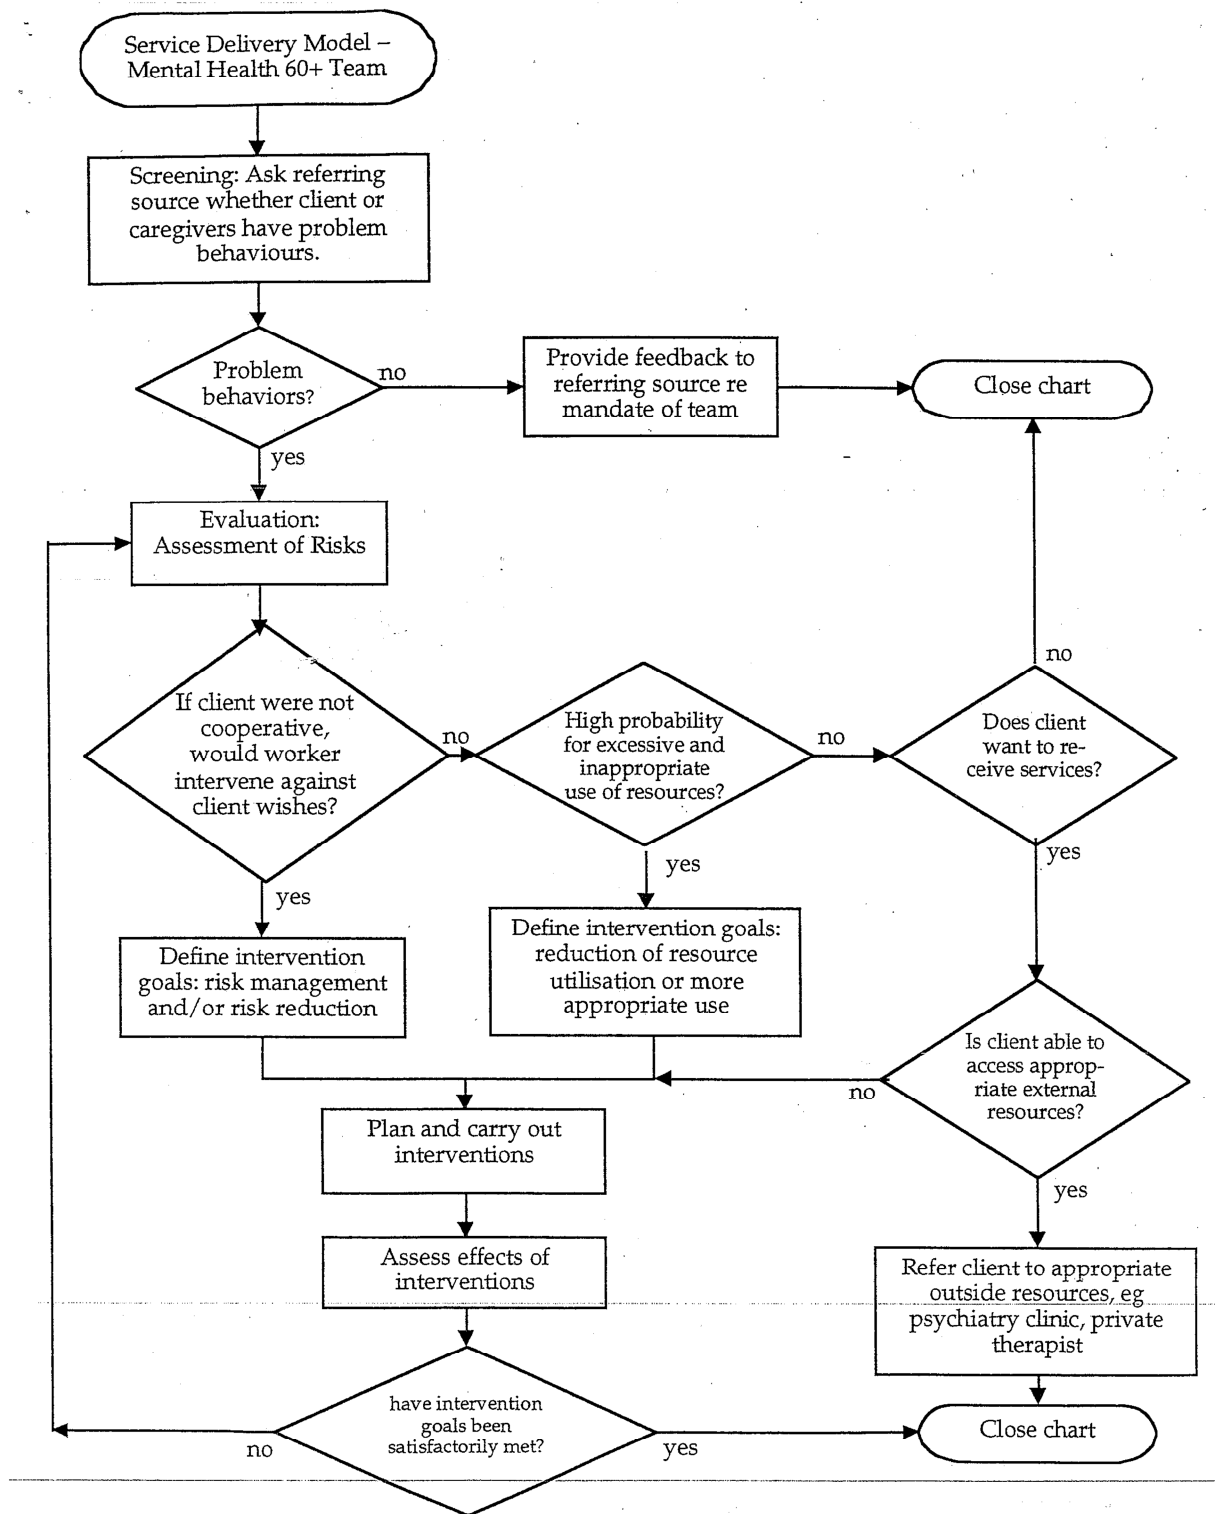 Service Delivery Model –
Mental Health 60+ Team
Screening: Ask referring
source whether client or
caregivers have problem
behaviours.
Problem
behaviors?
no
Provide feedback to
referring source re
mandate of team
Close chart
yes
Evaluation:
Assessment of Risks
If client were not
cooperative,
would worker
intervene against
client wishes?
no
High probability
for excessive and
inappropriate
use of resources?
no
Does client
want to re-
ceive services?
no
yes
yes
yes
Define intervention
goals: risk management
and/or risk reduction
Define intervention goals:
reduction of resource
utilisation or more
appropriate use
Is client able to
access approp-
riate external
resources?
no
yes
Plan and carry out
interventions
Assess effects of
interventions
Refer client to appropriate
outside resources, eg
psychiatry clinic, private
therapist
have intervention
goals been
satisfactorily met?
no
yes
Close chart